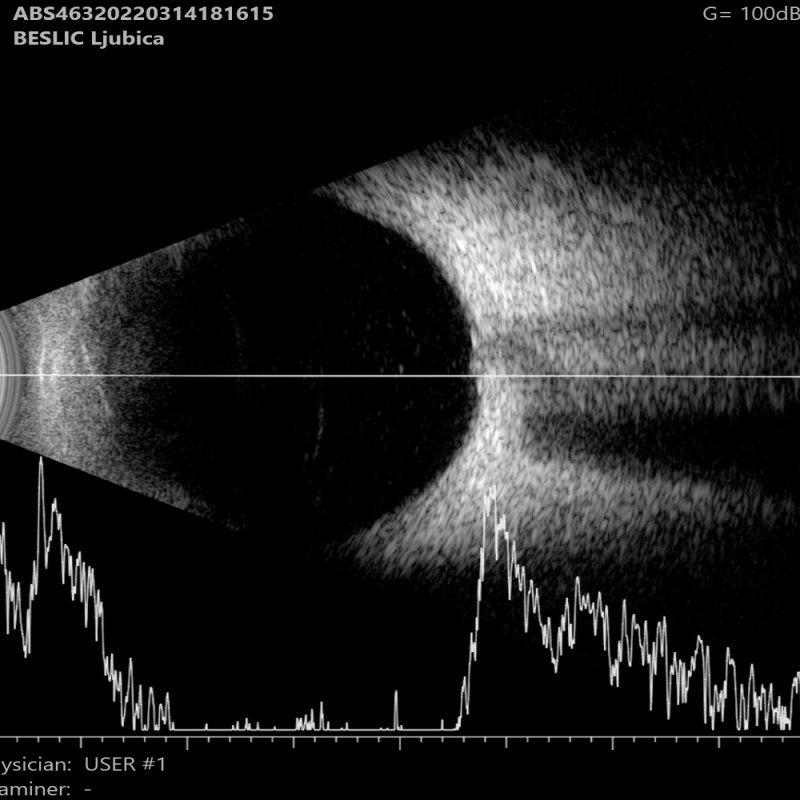 ABS46320220314181615
G= 100dB
BESLIC Ljubica
ysician: USER #1
aminer: -